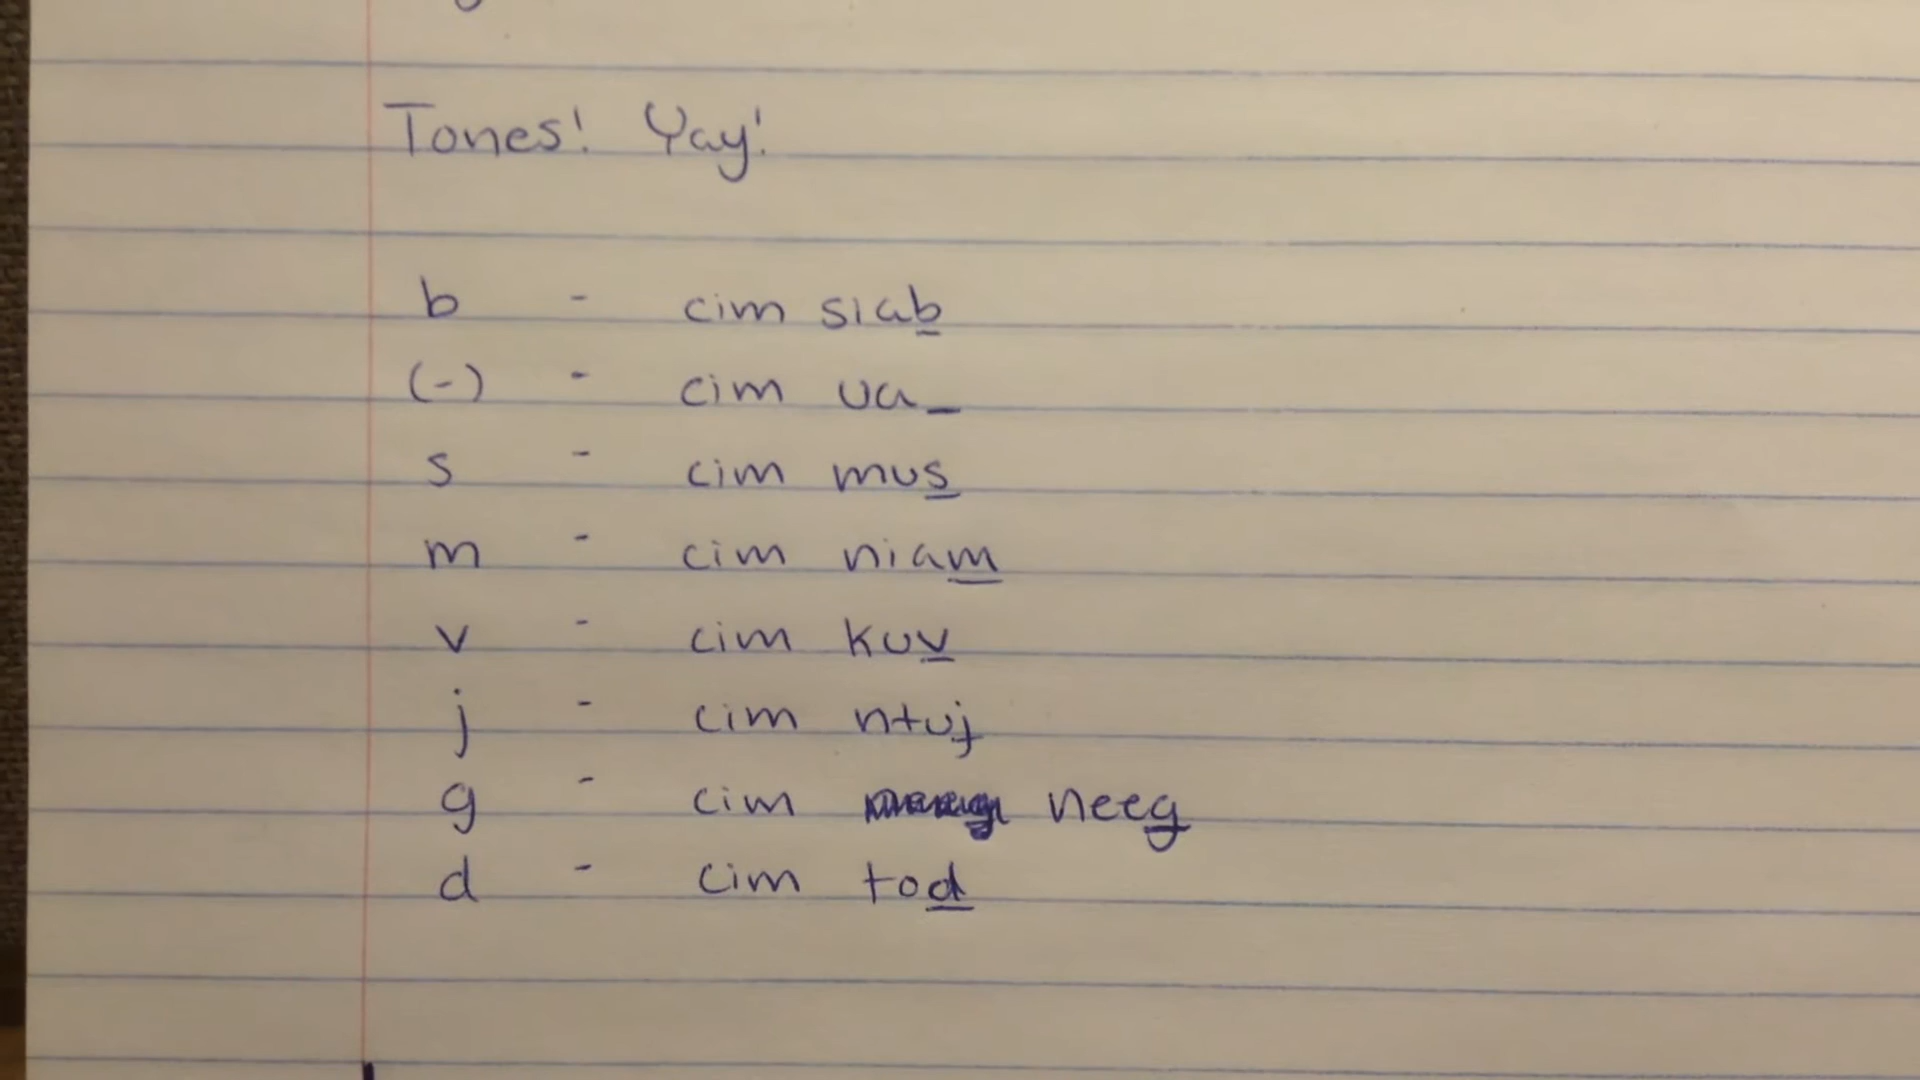 Tones! Yay!
b - cim siab
(-) - cim ua_
s - cim mus
m - cim niam
v - cim kuv
j - cim ntuj
g - cim neeg
d - cim tod